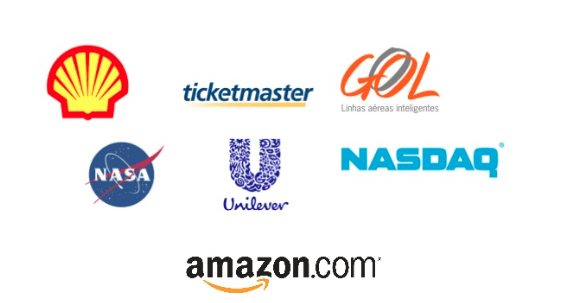 ticketmaster
GOL
Linhas aéreas inteligentes
NASA
Unilever
NASDAQ®
amazon.com